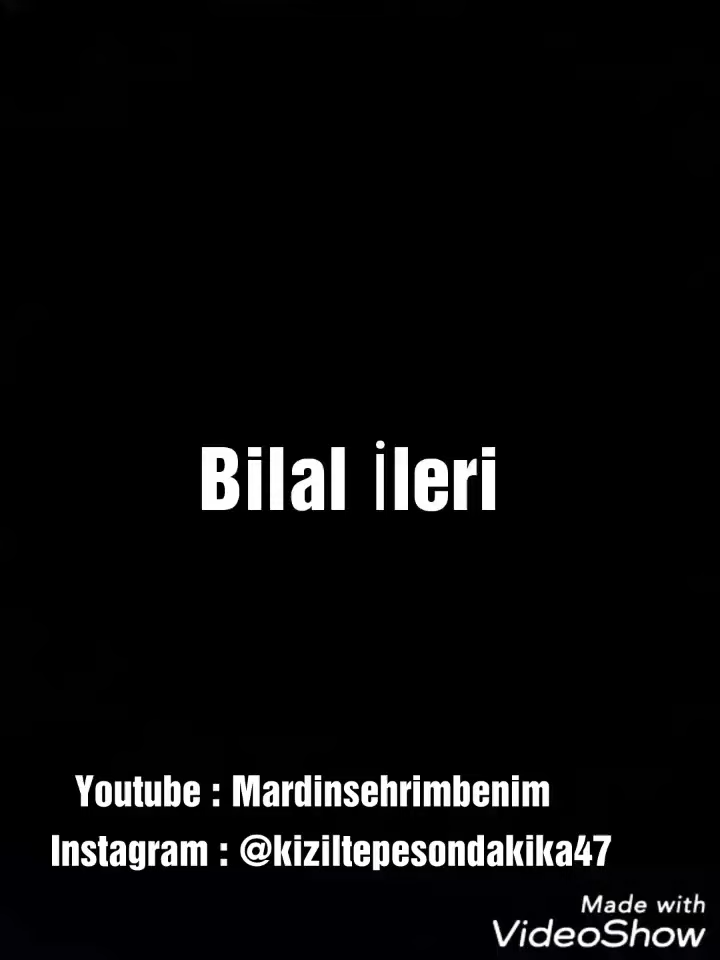 Bilal İleri
Youtube : Mardinsehrimbenim
Instagram : @kiziltepesondakika47
Made with
VideoShow